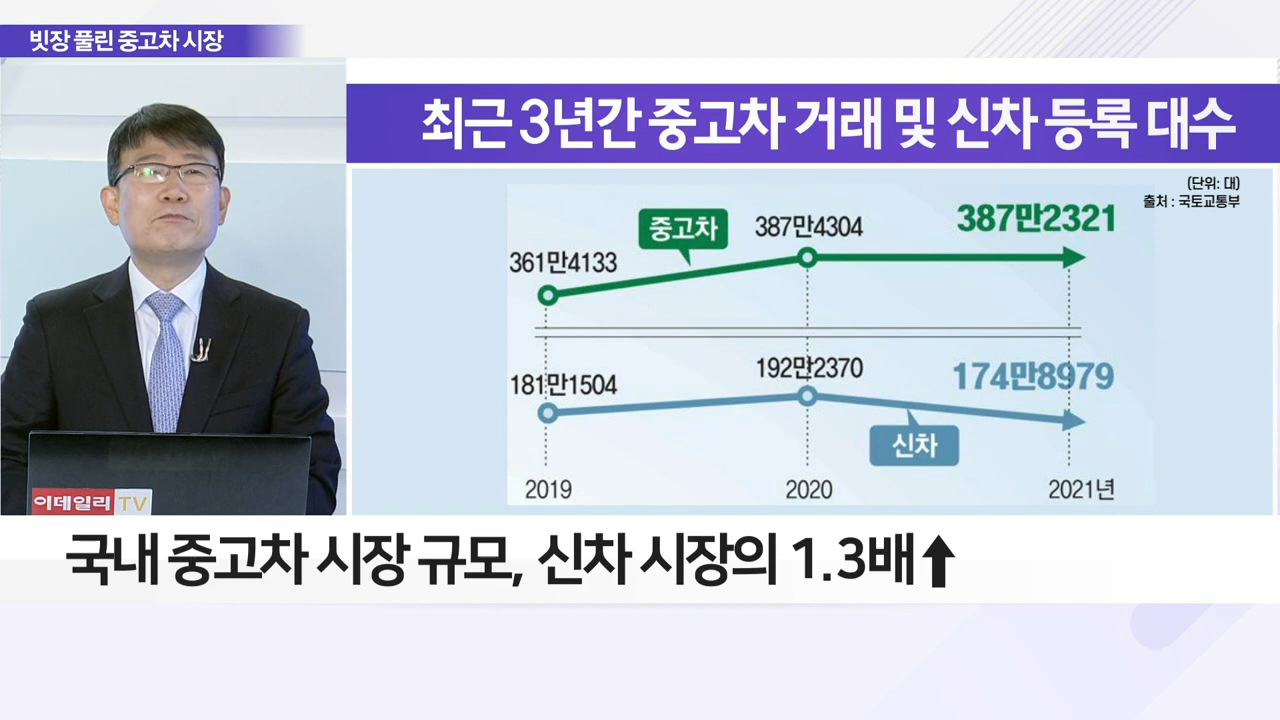 빗장 풀린 중고차 시장
최근 3년간 중고차 거래 및 신차 등록 대수
(단위: 대)
출처 : 국토교통부
중고차
361만4133
387만4304
387만2321
181만1504
192만2370
174만8979
신차
2019
2020
2021년
이데일리 TV
국내 중고차 시장 규모, 신차 시장의 1.3배⬆